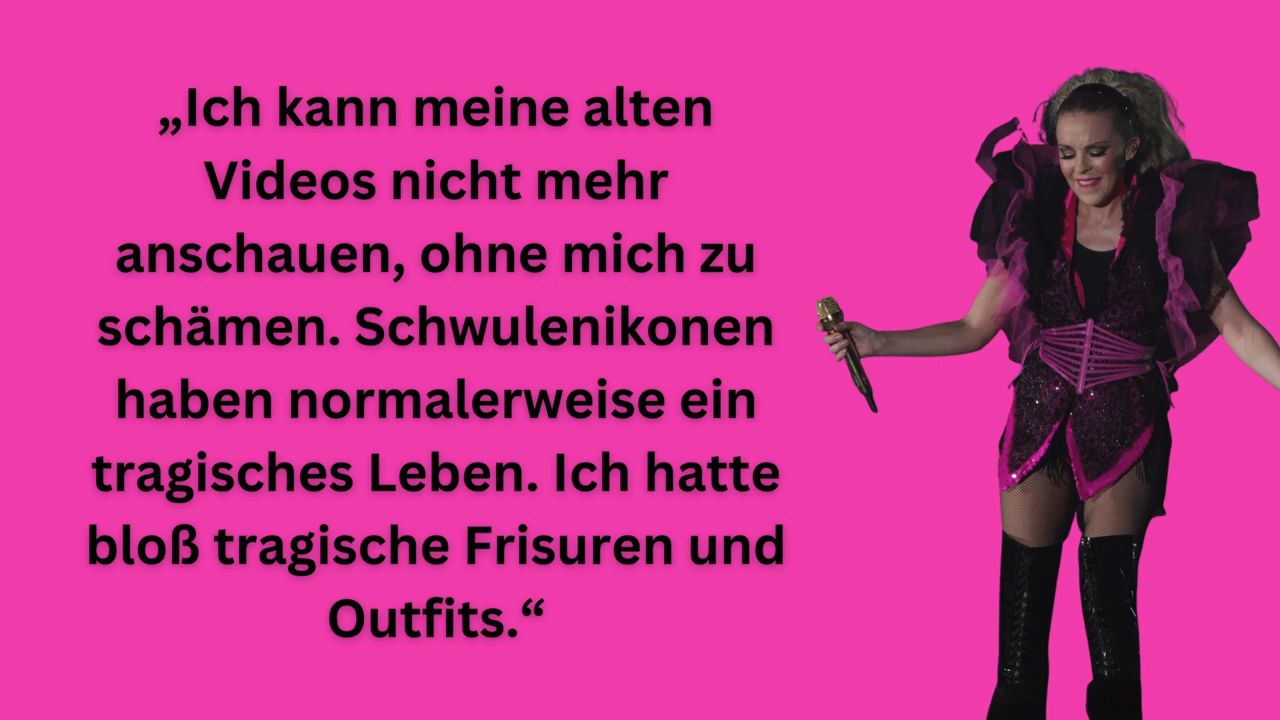 „Ich kann meine alten
Videos nicht mehr
anschauen, ohne mich zu
schämen. Schwulenikonen
haben normalerweise ein
tragisches Leben. Ich hatte
bloß tragische Frisuren und
Outfits.“